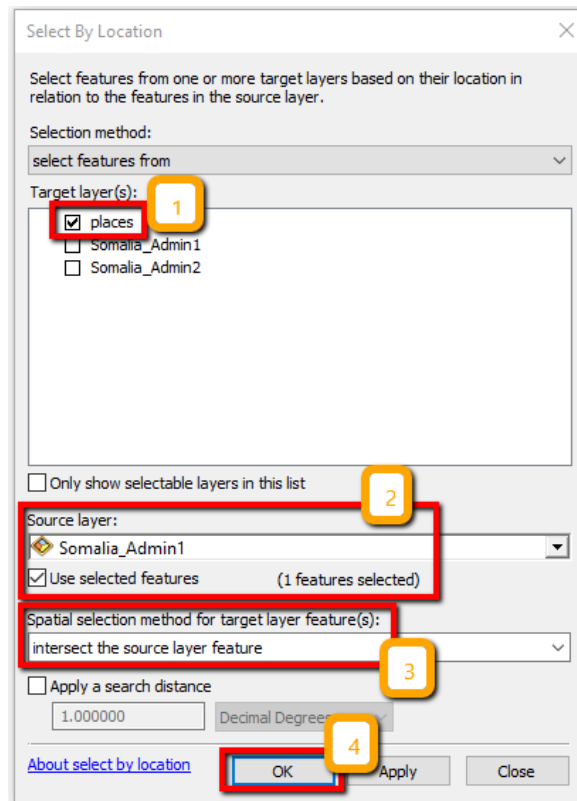 Select By Location
Select features from one or more target layers based on their location in
relation to the features in the source layer.
Selection method:
select features from
Target layer(s):
1
places
Somalia_Admin1
Somalia_Admin2
Only show selectable layers in this list
2
Source layer:
Somalia_Admin1
Use selected features (1 features selected)
Spatial selection method for target layer feature(s):
intersect the source layer feature
3
Apply a search distance
1.000000 Decimal Degrees
4
About select by location OK Apply Close